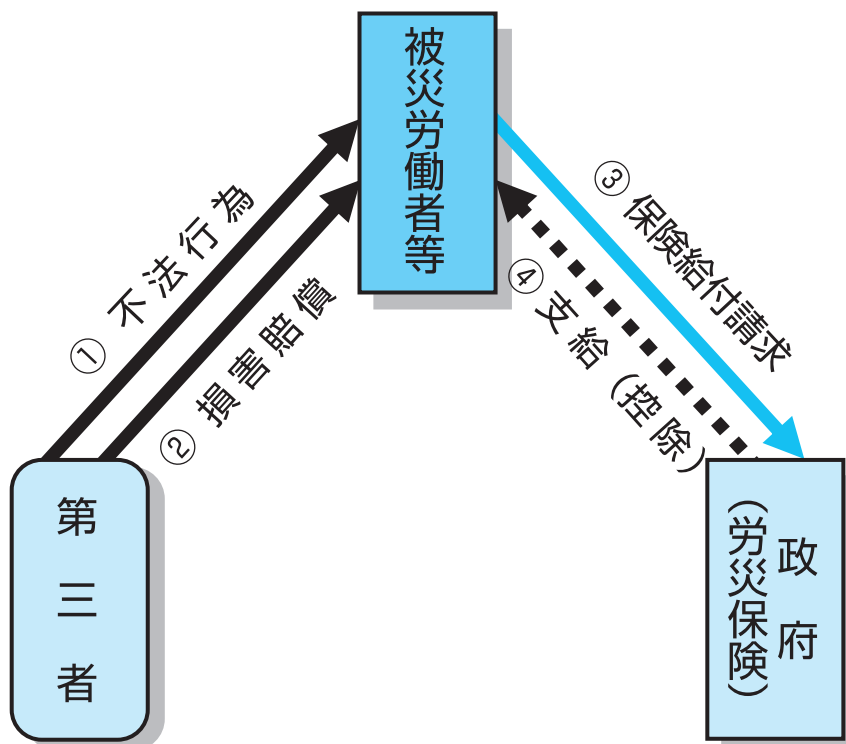 被災労働者等
① 不法行為
② 損害賠償
③ 保険給付請求
④ 支給(控除)
第三者
政府
(労災保険)